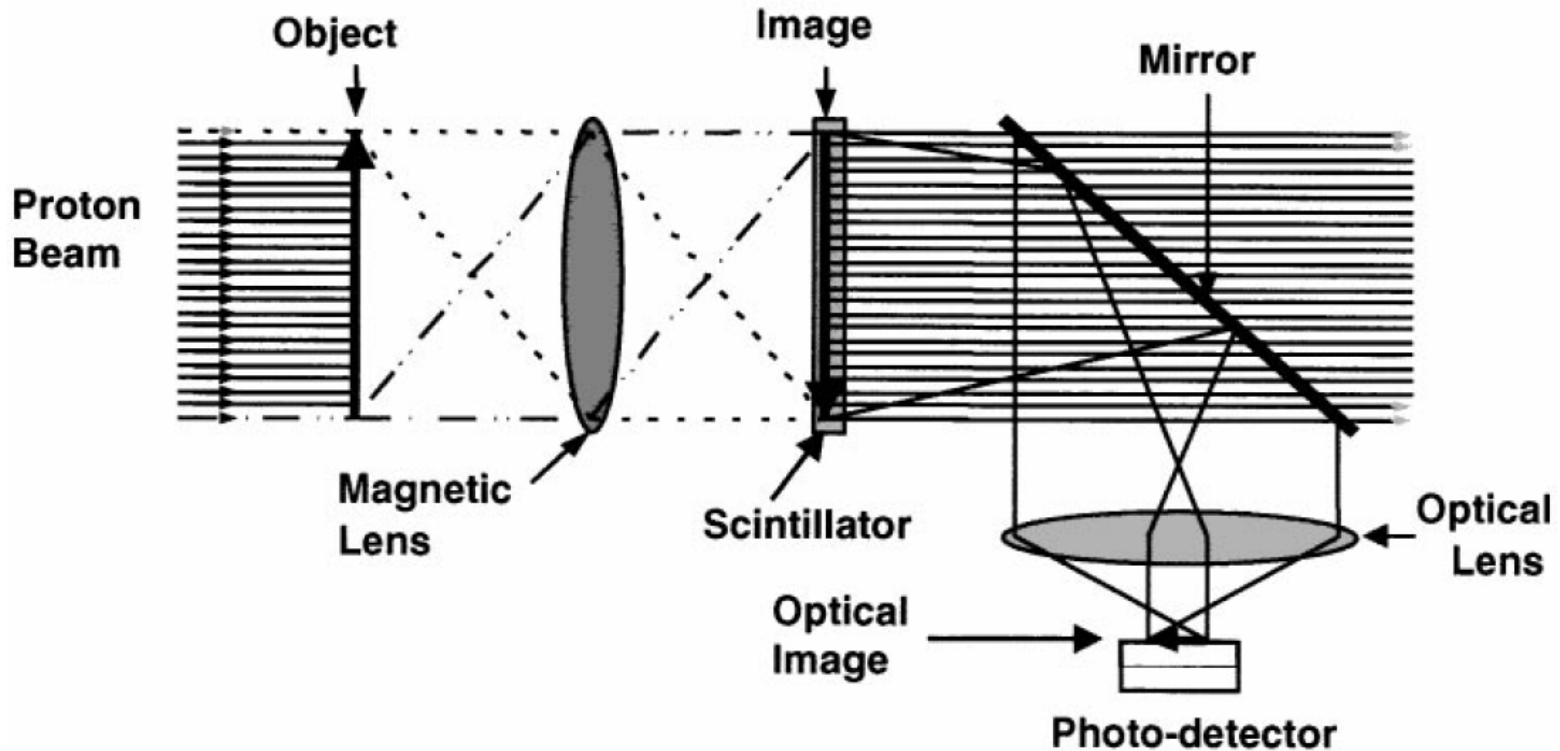 Object
Image
Mirror
Proton
Beam
Magnetic
Lens
Scintillator
Optical
Lens
Optical
Image
Photo-detector